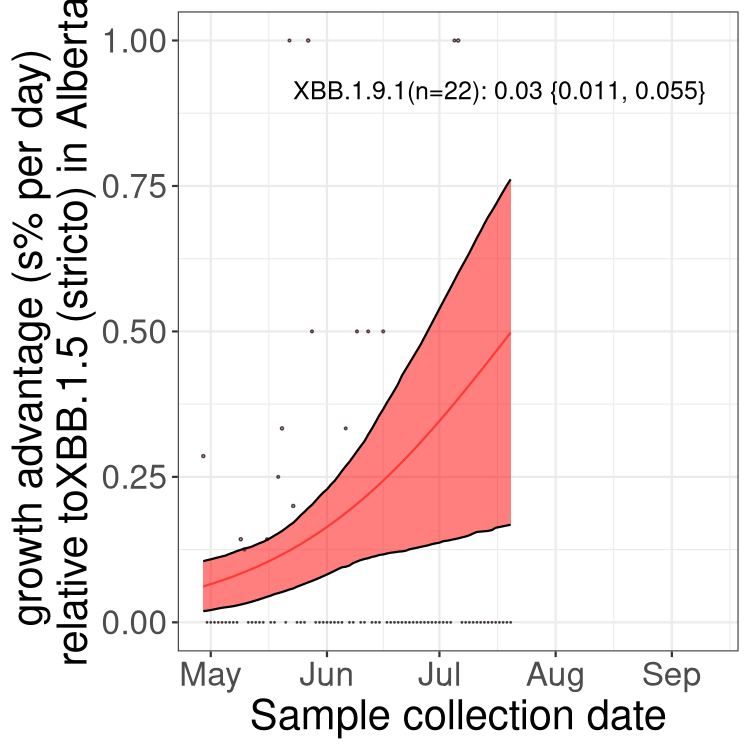 growth advantage (s% per day)
relative toXBB.1.5 (stricto) in Alberta
1.00
0.75
0.50
0.25
0.00
XBB.1.9.1(n=22): 0.03 {0.011, 0.055}
May Jun Jul Aug Sep
Sample collection date